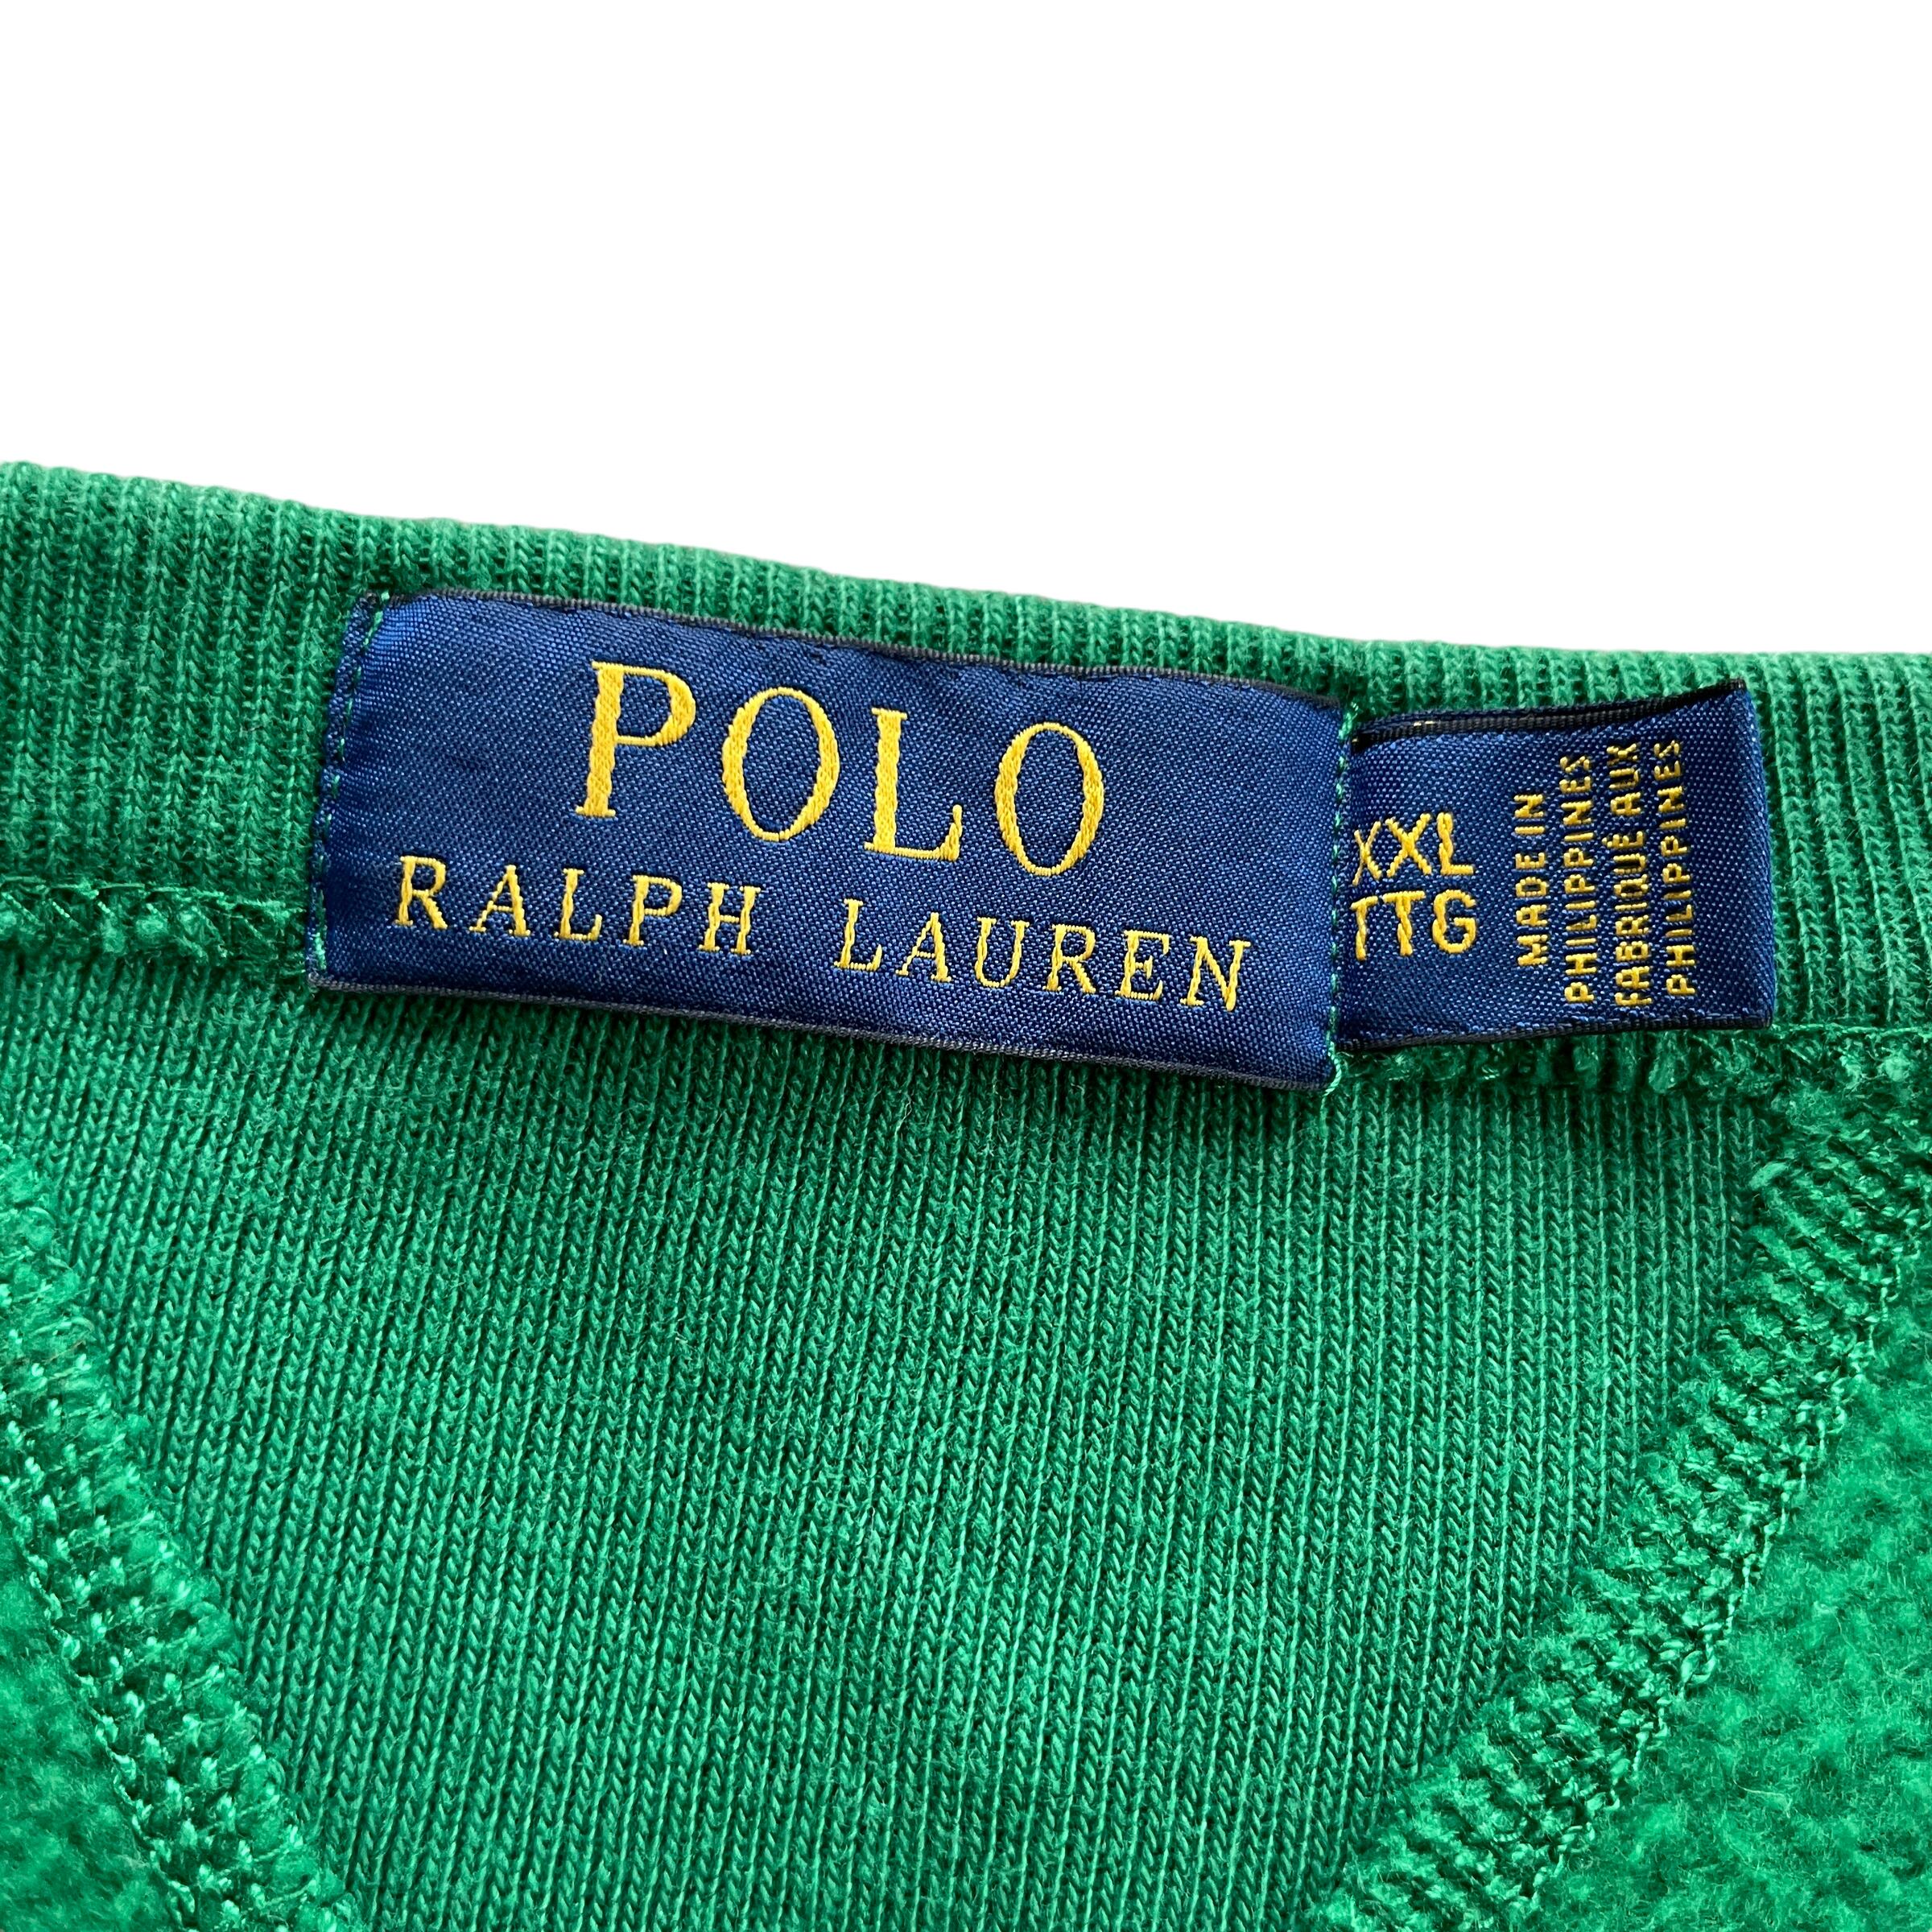 POLO
RALPH LAUREN
XXL
TTG
MADE IN
PHILIPPINES
FABRIQUÉ AUX
PHILIPPINES